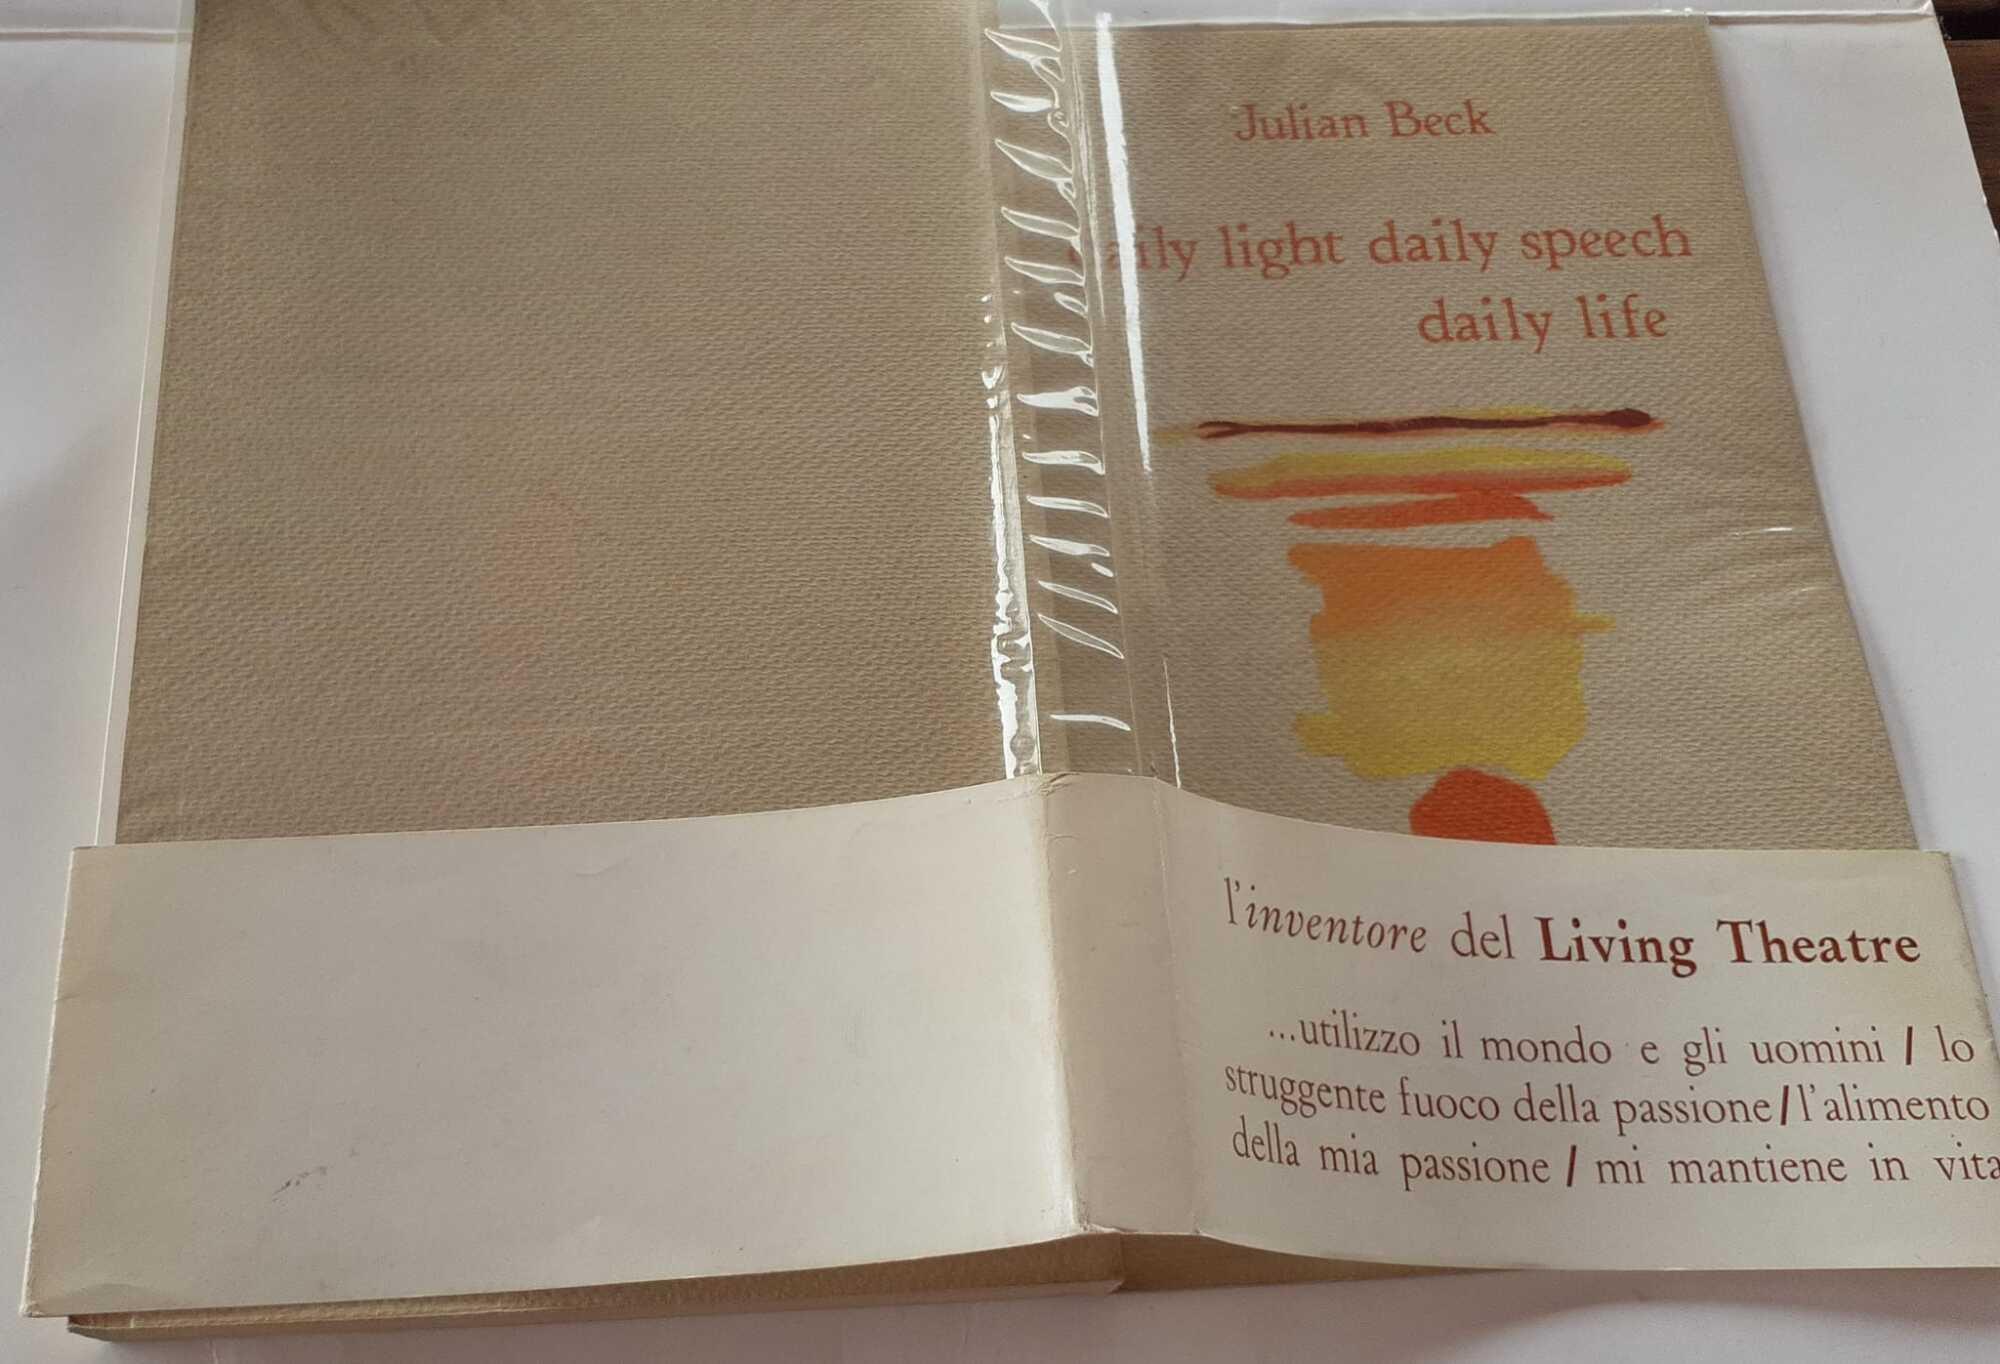 Julian Beck
daily light daily speech
daily life
l'inventore del Living Theatre
...utilizzo il mondo e gli uomini / lo
struggente fuoco della passione / l'alimento
della mia passione / mi mantiene in vita